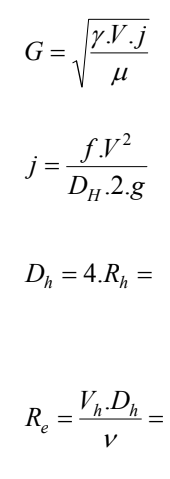 G = √(γ.V.j / μ)
j = f.V² / D_H.2.g
D_h = 4.R_h =
R_e = V_h.D_h / ν =